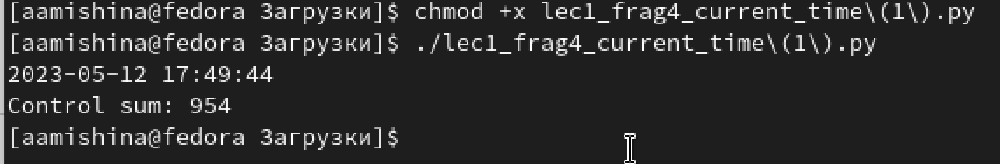 [aamishina@fedora Загрузки]$ chmod +x lec1_frag4_current_time\(1\).py
[aamishina@fedora Загрузки]$ ./lec1_frag4_current_time\(1\).py
2023-05-12 17:49:44
Control sum: 954
[aamishina@fedora Загрузки]$